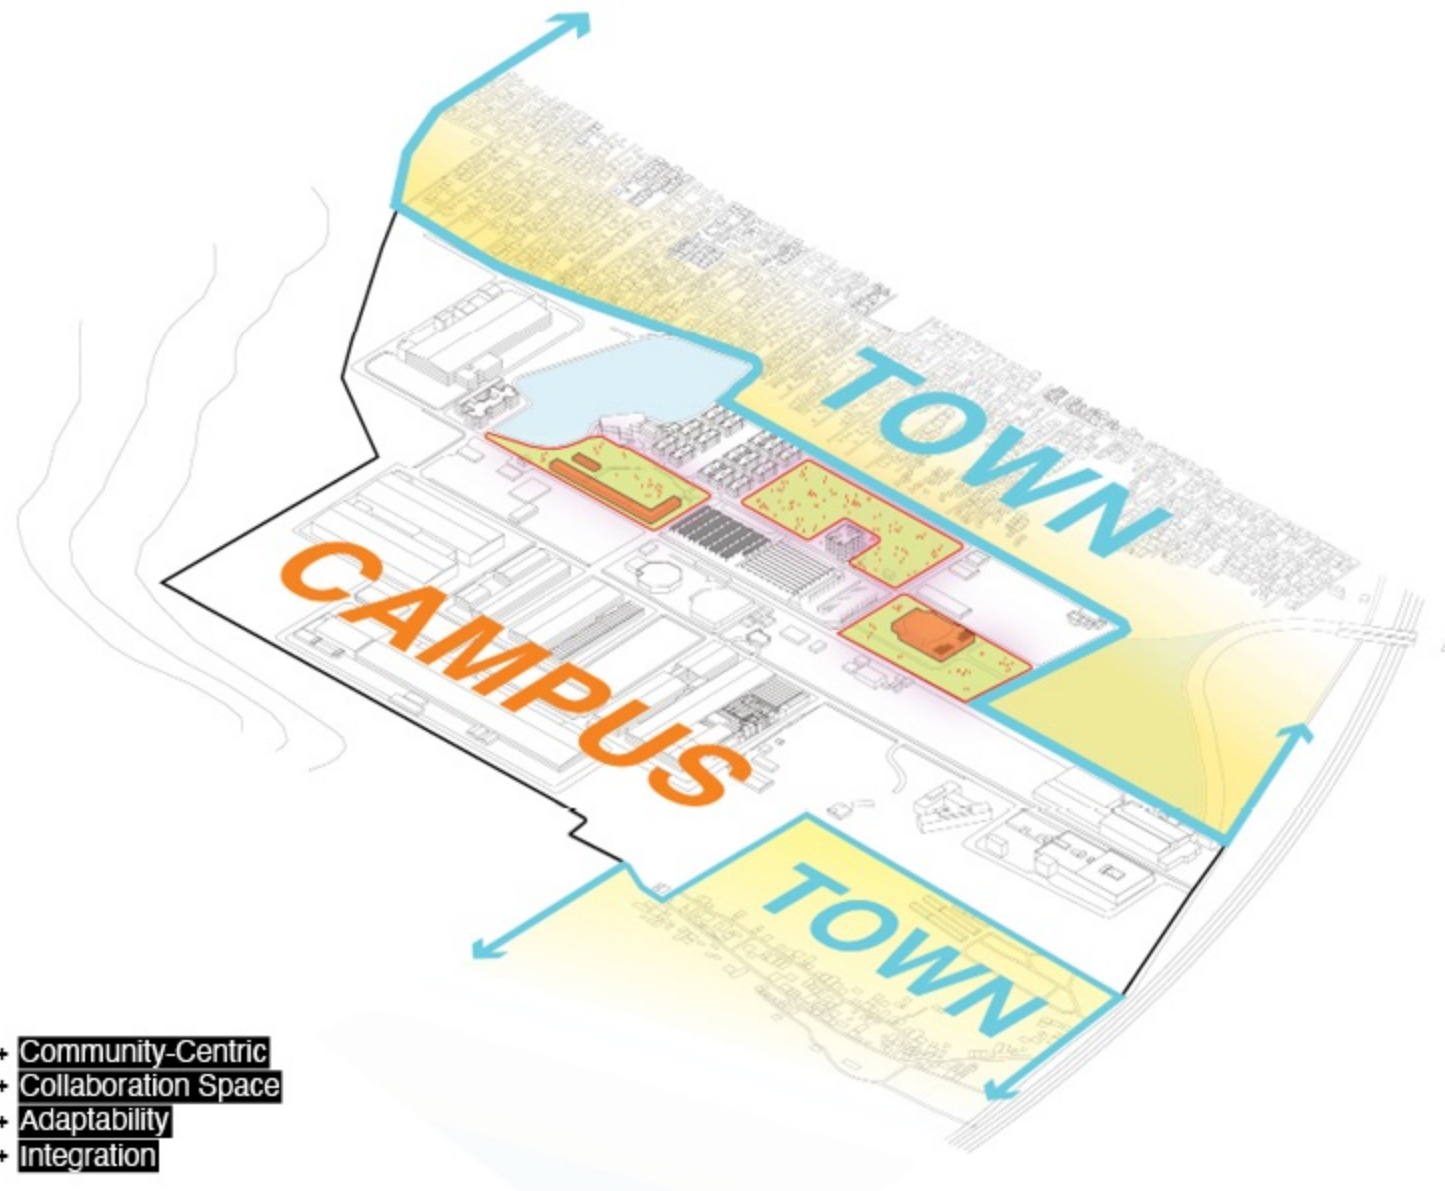 TOWN
CAMPUS
TOWN
+ Community-Centric
+ Collaboration Space
+ Adaptability
+ Integration